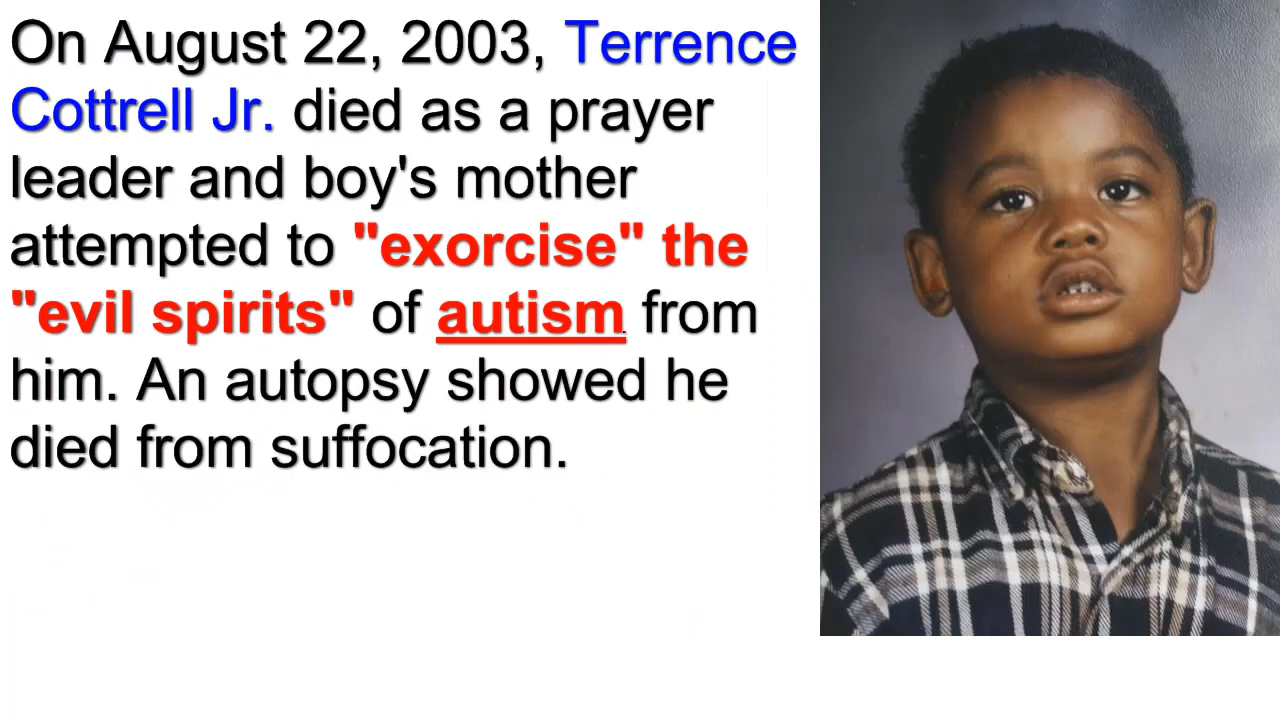 On August 22, 2003, Terrence
Cottrell Jr. died as a prayer
leader and boy's mother
attempted to "exorcise" the
"evil spirits" of autism from
him. An autopsy showed he
died from suffocation.